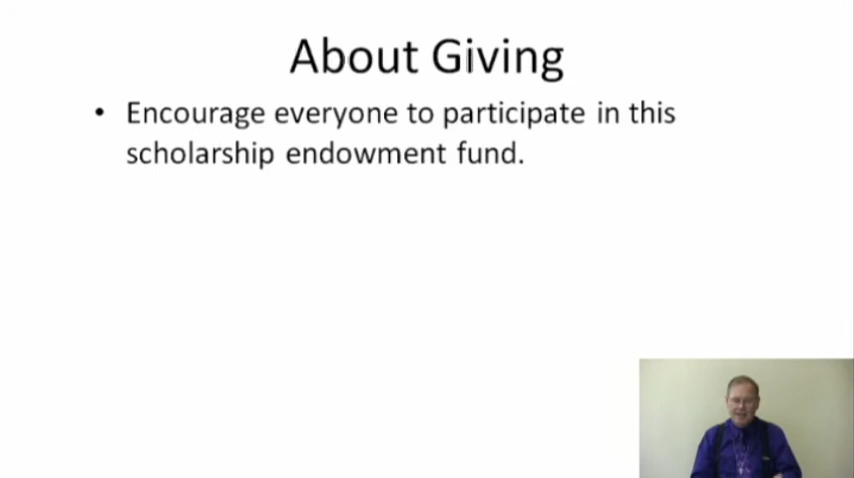 About Giving
• Encourage everyone to participate in this
scholarship endowment fund.